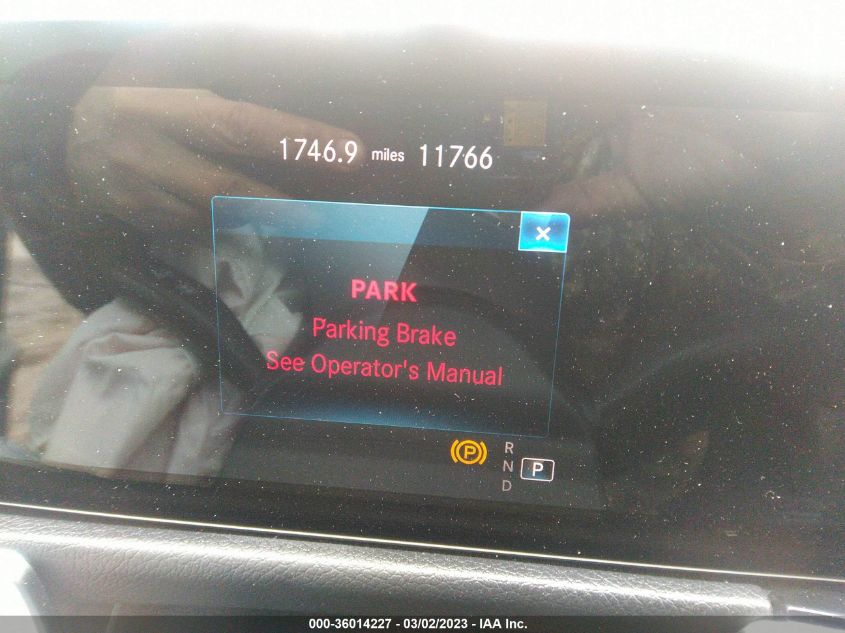 1746.9 miles 11766
×
PARK
Parking Brake
See Operator's Manual
P
R
N P
D
000-36014227 - 03/02/2023 - IAA Inc.